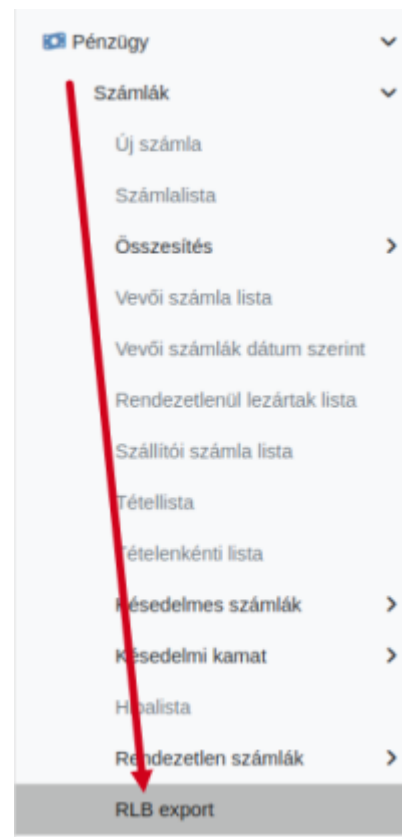 Pénzügy
Számlák
Új számla
Számlalista
Összesítés
Vevői számla lista
Vevői számlák dátum szerint
Rendezetlenül lezártak lista
Szállítói számla lista
Tétellista
Tételenkénti lista
Késedelmes számlák
Késedelmi kamat
Hibalista
Rendezetlen számlák
RLB export